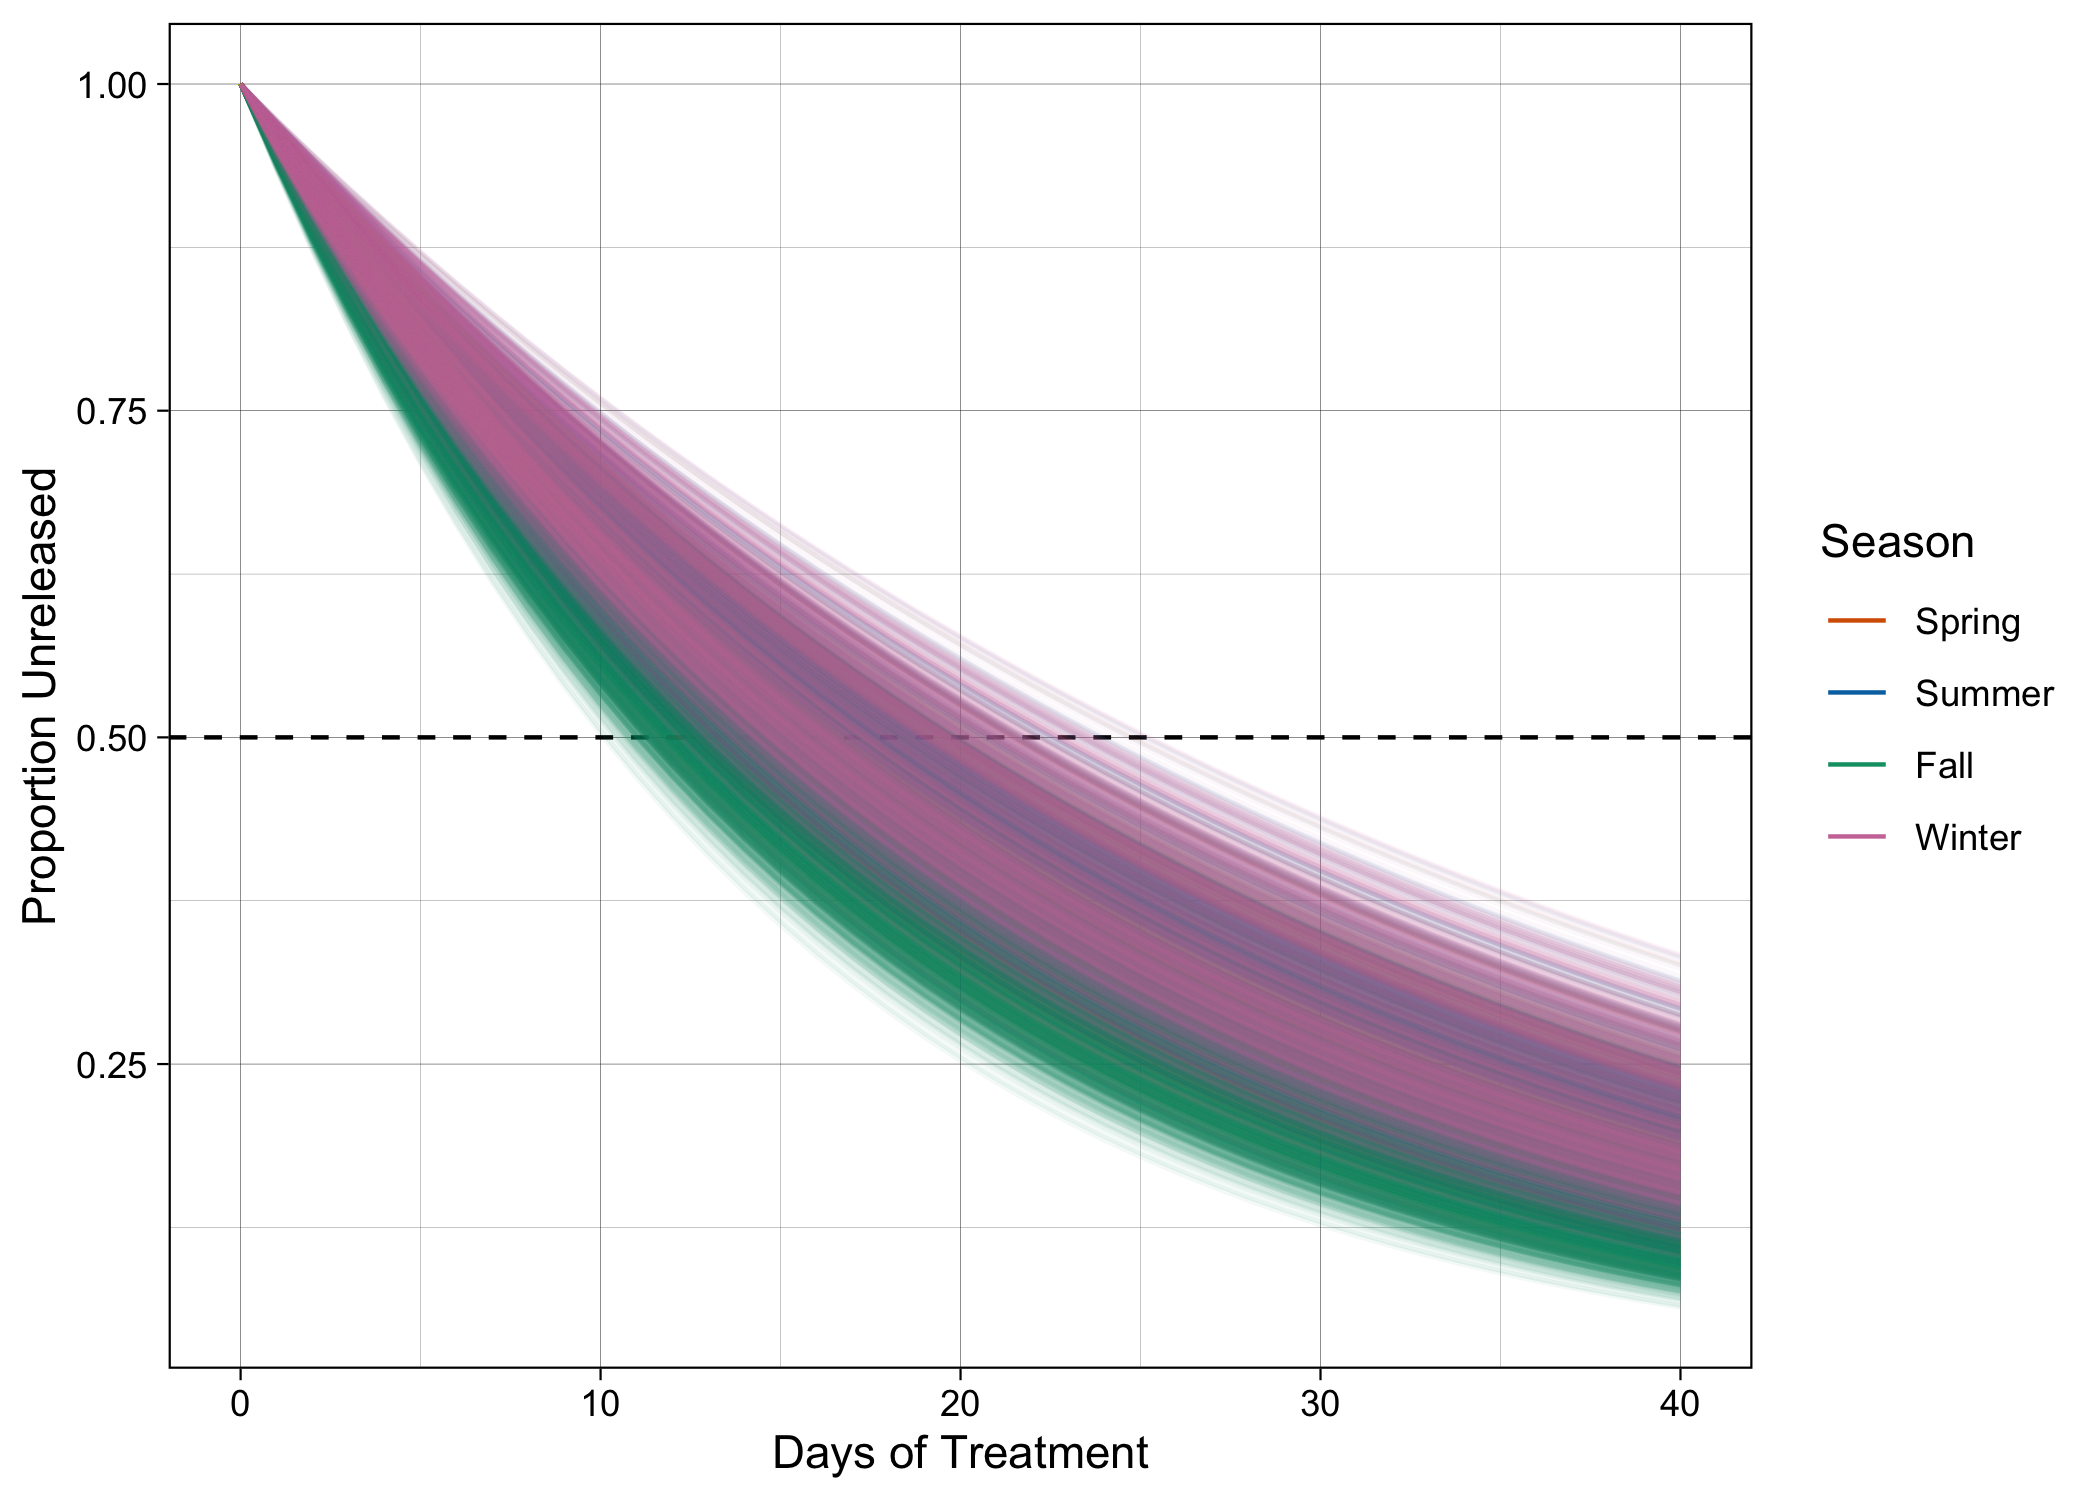 1.00
0.75
0.50
0.25
Proportion Unreleased
0
10
20
30
40
Days of Treatment
Season
Spring
Summer
Fall
Winter